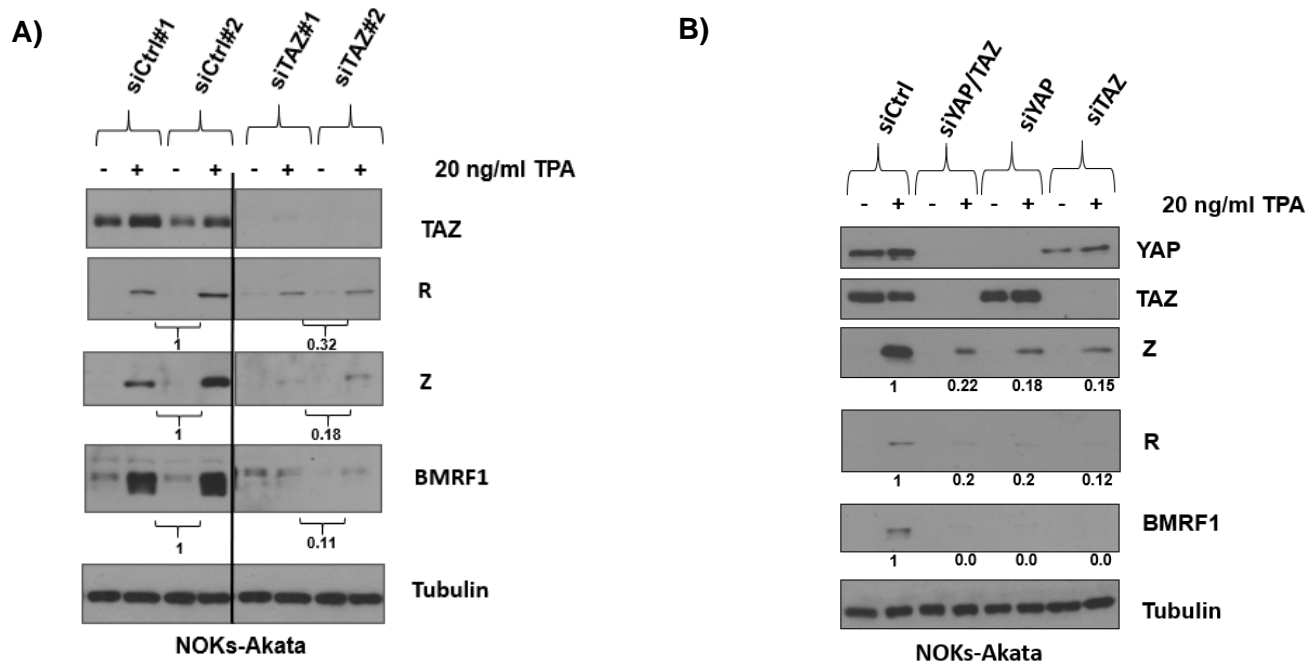 A)
siCtrl#1 siCtrl#2 siTAZ#1 siTAZ#2
- + - + - + - + 20 ng/ml TPA
TAZ
R
1 0.32
Z
1 0.18
BMRF1
1 0.11
Tubulin
NOKs-Akata
B)
siCtrl siYAP/TAZ siYAP siTAZ
- + - + - + - + 20 ng/ml TPA
YAP
TAZ
Z
1 0.22 0.18 0.15
R
1 0.2 0.2 0.12
BMRF1
1 0.0 0.0 0.0
Tubulin
NOKs-Akata